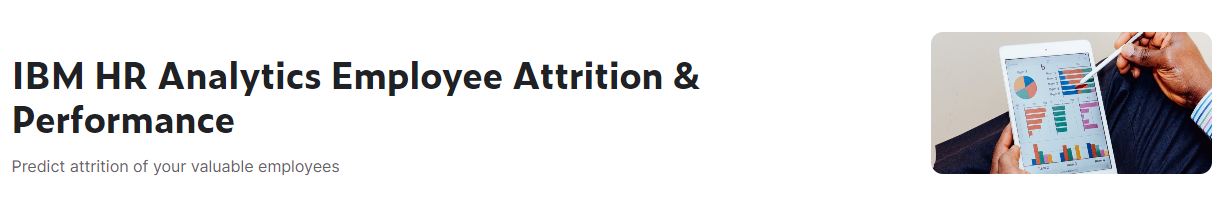 IBM HR Analytics Employee Attrition &
Performance
Predict attrition of your valuable employees